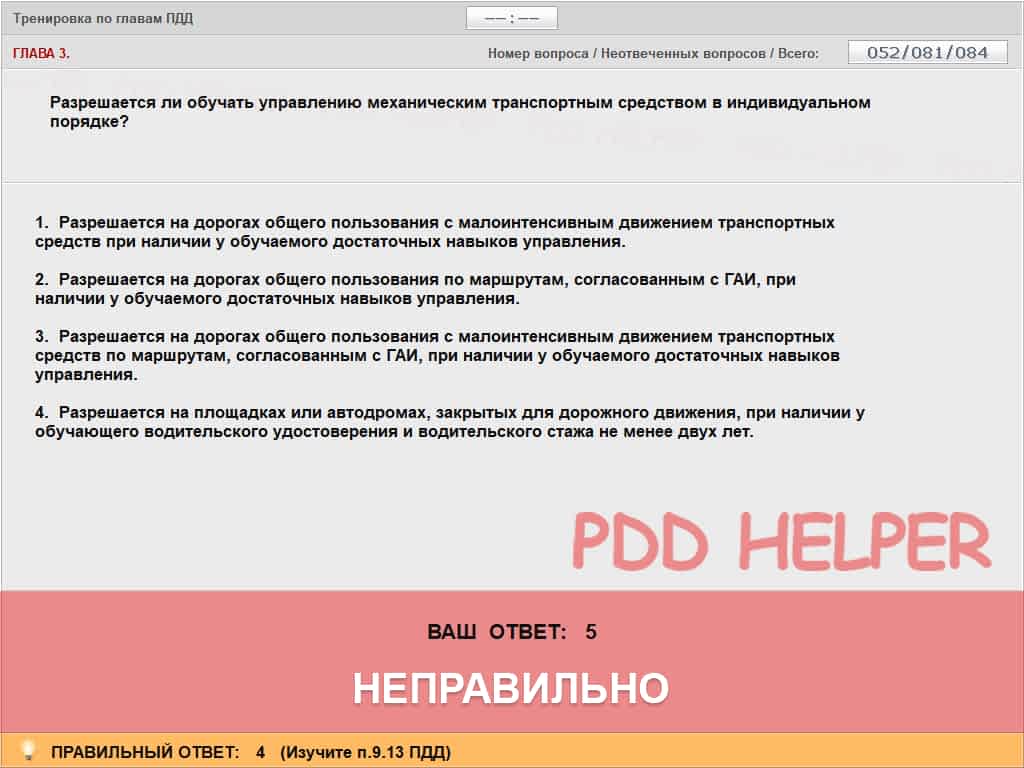 Тренировка по главам ПДД
—— : ——
ГЛАВА 3.
Номер вопроса / Неотвеченных вопросов / Всего:
052/081/084
Разрешается ли обучать управлению механическим транспортным средством в индивидуальном
порядке?
1. Разрешается на дорогах общего пользования с малоинтенсивным движением транспортных
средств при наличии у обучаемого достаточных навыков управления.
2. Разрешается на дорогах общего пользования по маршрутам, согласованным с ГАИ, при
наличии у обучаемого достаточных навыков управления.
3. Разрешается на дорогах общего пользования с малоинтенсивным движением транспортных
средств по маршрутам, согласованным с ГАИ, при наличии у обучаемого достаточных навыков
управления.
4. Разрешается на площадках или автодромах, закрытых для дорожного движения, при наличии у
обучающего водительского удостоверения и водительского стажа не менее двух лет.
PDD HELPER
ВАШ ОТВЕТ: 5
НЕПРАВИЛЬНО
ПРАВИЛЬНЫЙ ОТВЕТ: 4 (Изучите п.9.13 ПДД)